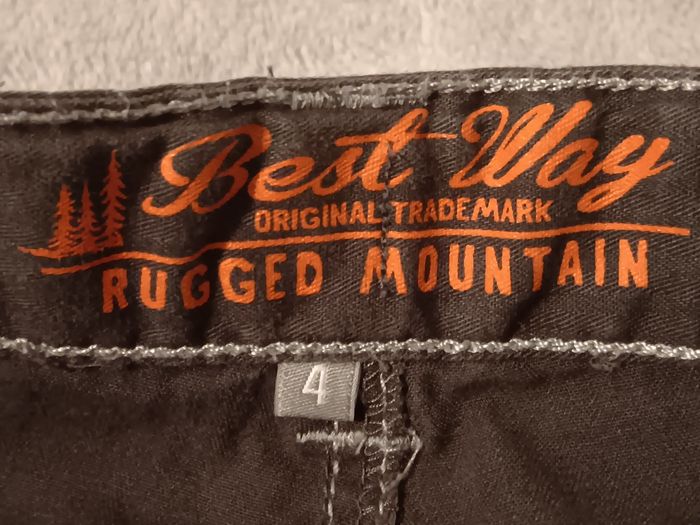 Best Way
ORIGINAL TRADEMARK
RUGGED MOUNTAIN
4